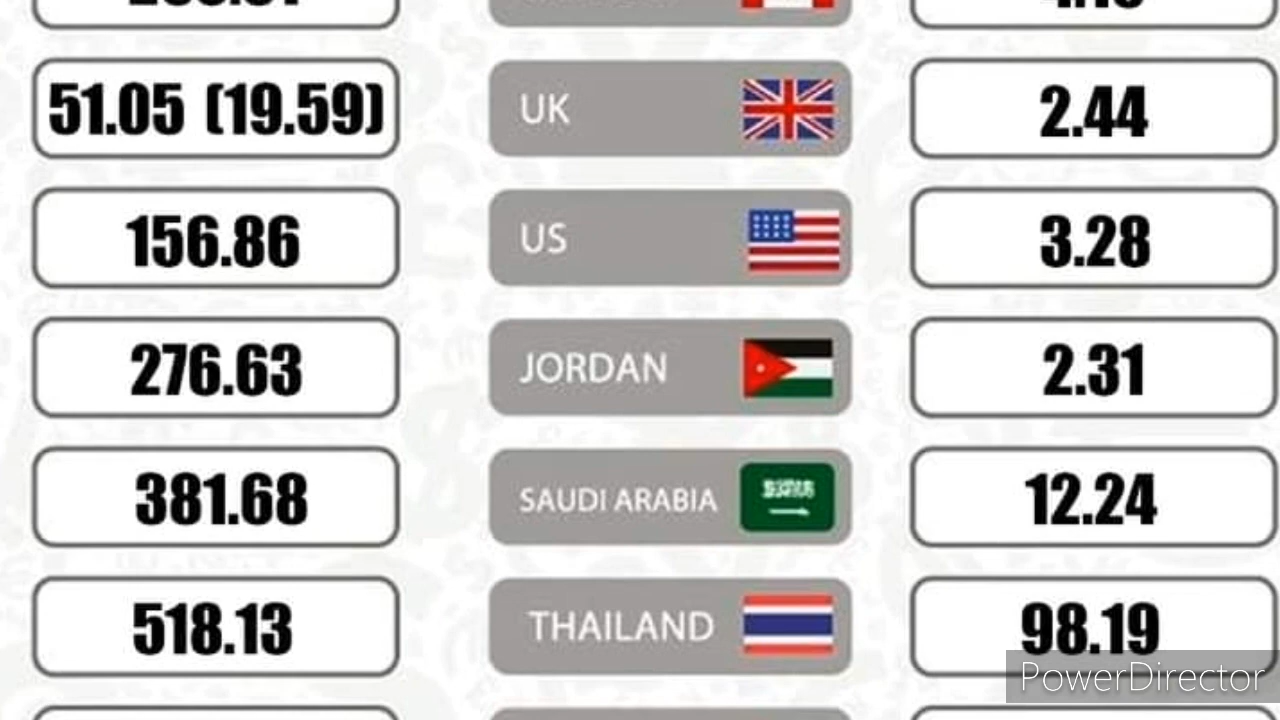 51.05 (19.59) UK 2.44
156.86 US 3.28
276.63 JORDAN 2.31
381.68 SAUDI ARABIA 12.24
518.13 THAILAND 98.19
PowerDirector